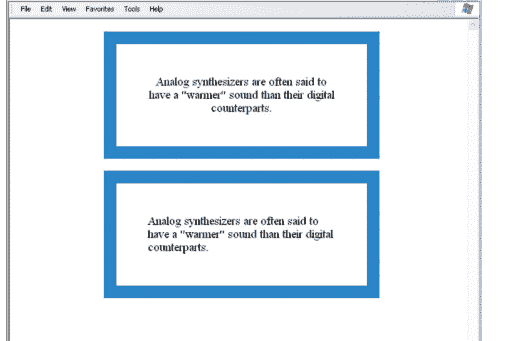 File Edit View Favorites Tools Help
Analog synthesizers are often said to
have a "warmer" sound than their digital
counterparts.
Analog synthesizers are often said to
have a "warmer" sound than their digital
counterparts.